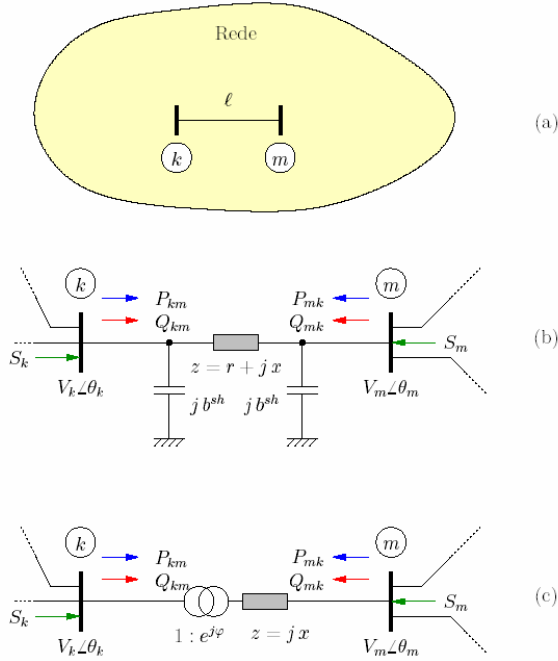 Rede
ℓ
k m
(a)
k m
P_km P_mk
Q_km Q_mk
S_k S_m
z = r + j x
V_k∠θ_k j b^sh j b^sh V_m∠θ_m
(b)
k m
P_km P_mk
Q_km Q_mk
S_k S_m
V_k∠θ_k 1 : e^jφ z = j x V_m∠θ_m
(c)